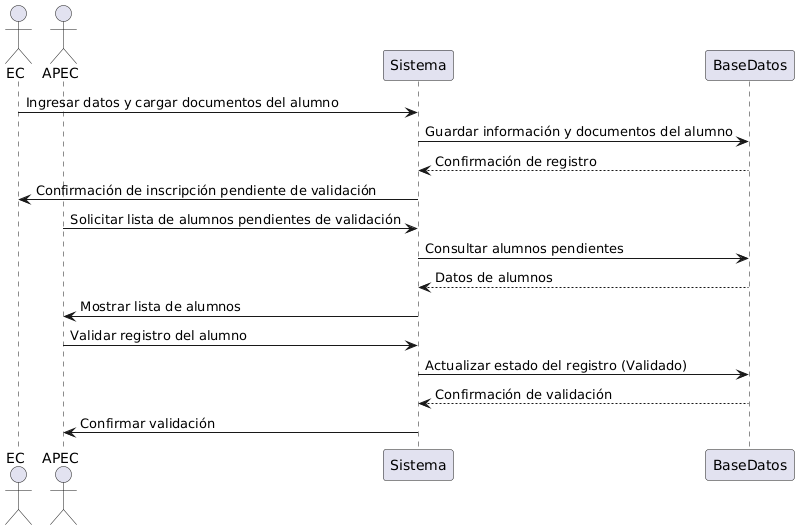 EC
APEC
Sistema
BaseDatos
Ingresar datos y cargar documentos del alumno
Guardar información y documentos del alumno
Confirmación de registro
Confirmación de inscripción pendiente de validación
Solicitar lista de alumnos pendientes de validación
Consultar alumnos pendientes
Datos de alumnos
Mostrar lista de alumnos
Validar registro del alumno
Actualizar estado del registro (Validado)
Confirmación de validación
Confirmar validación
EC
APEC
Sistema
BaseDatos